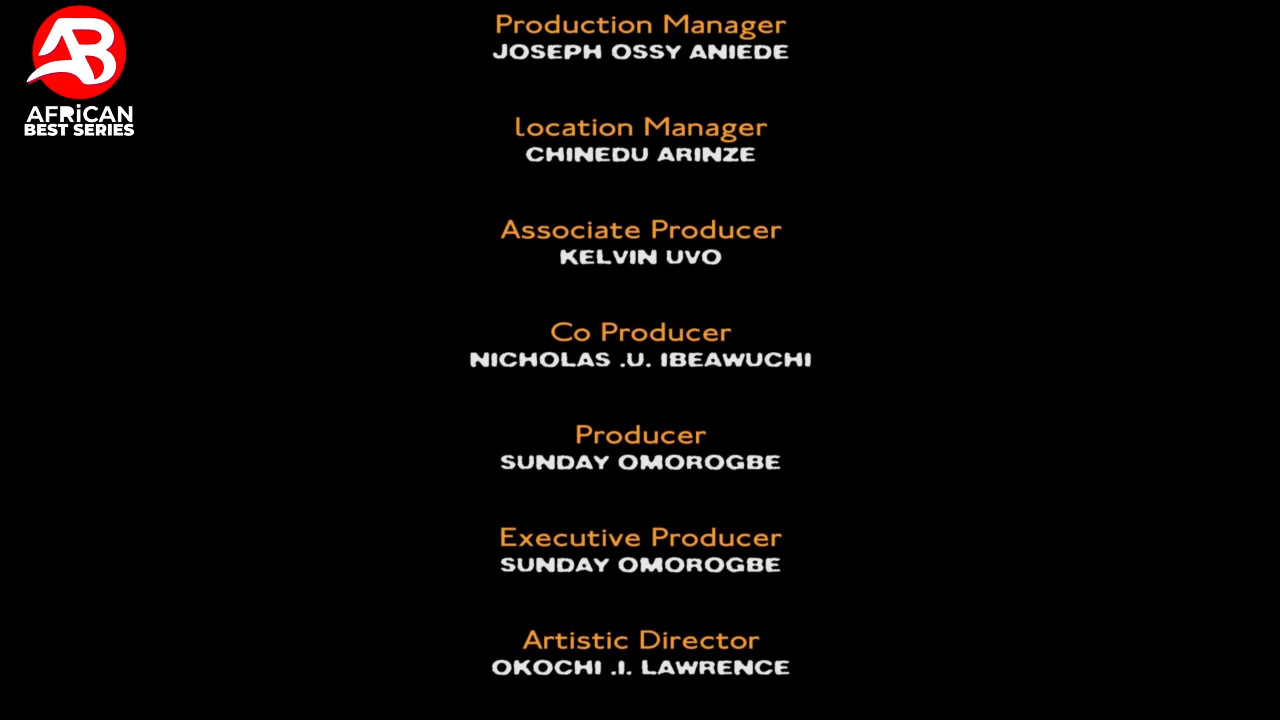 AB
AFRiCAN
BEST SERIES
Production Manager
JOSEPH OSSY ANIEDE
location Manager
CHINEDU ARINZE
Associate Producer
KELVIN UVO
Co Producer
NICHOLAS .U. IBEAWUCHI
Producer
SUNDAY OMOROGBE
Executive Producer
SUNDAY OMOROGBE
Artistic Director
OKOCHI .I. LAWRENCE